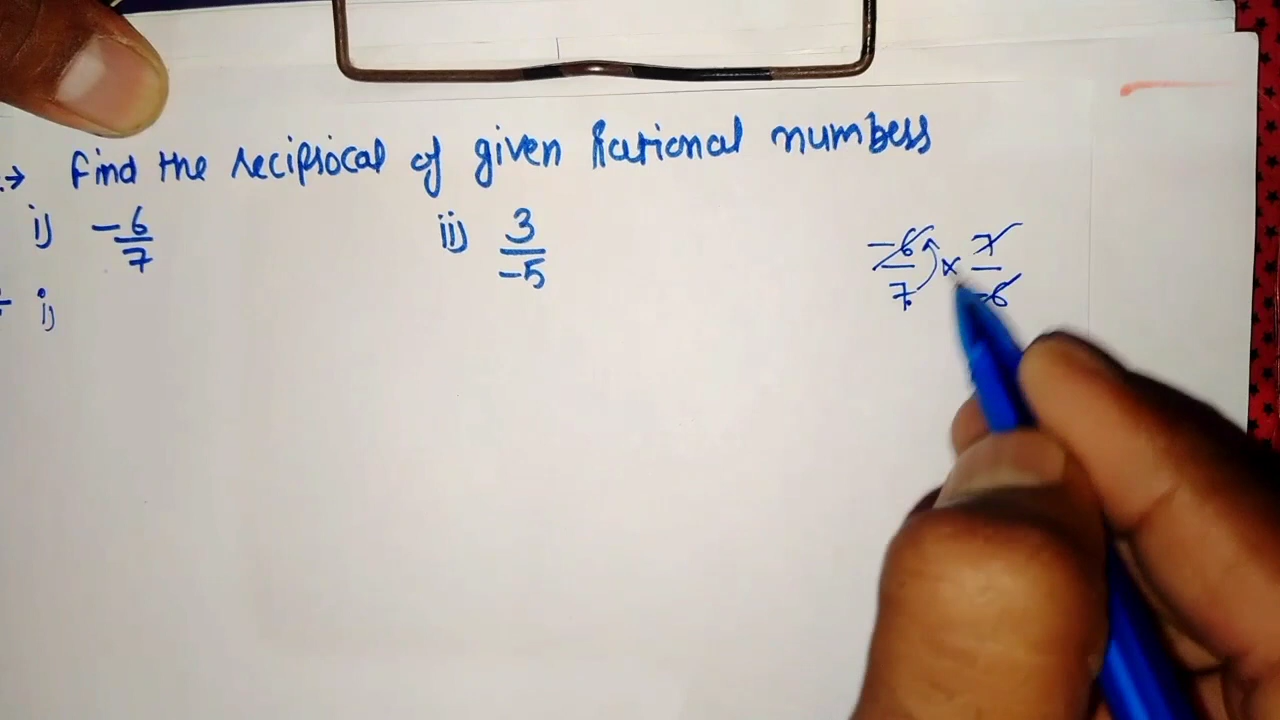 .→ Find the reciprocal of given Rational numbers
i) -6/7 ii) 3/-5
-6/7 × 7/-6
÷ i)